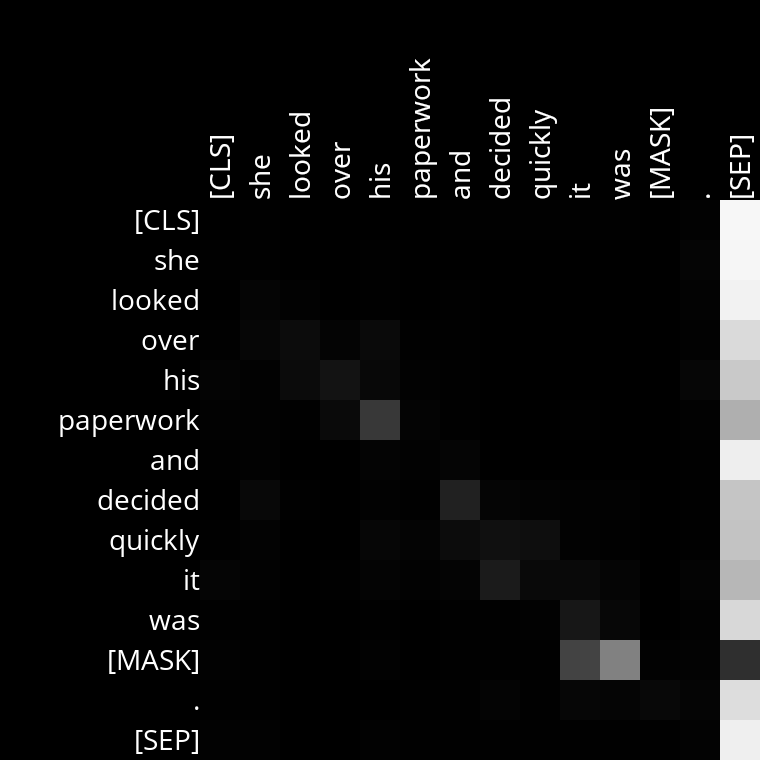 [CLS] she looked over his paperwork and decided quickly it was [MASK] . [SEP]
[CLS]
she
looked
over
his
paperwork
and
decided
quickly
it
was
[MASK]
.
[SEP]